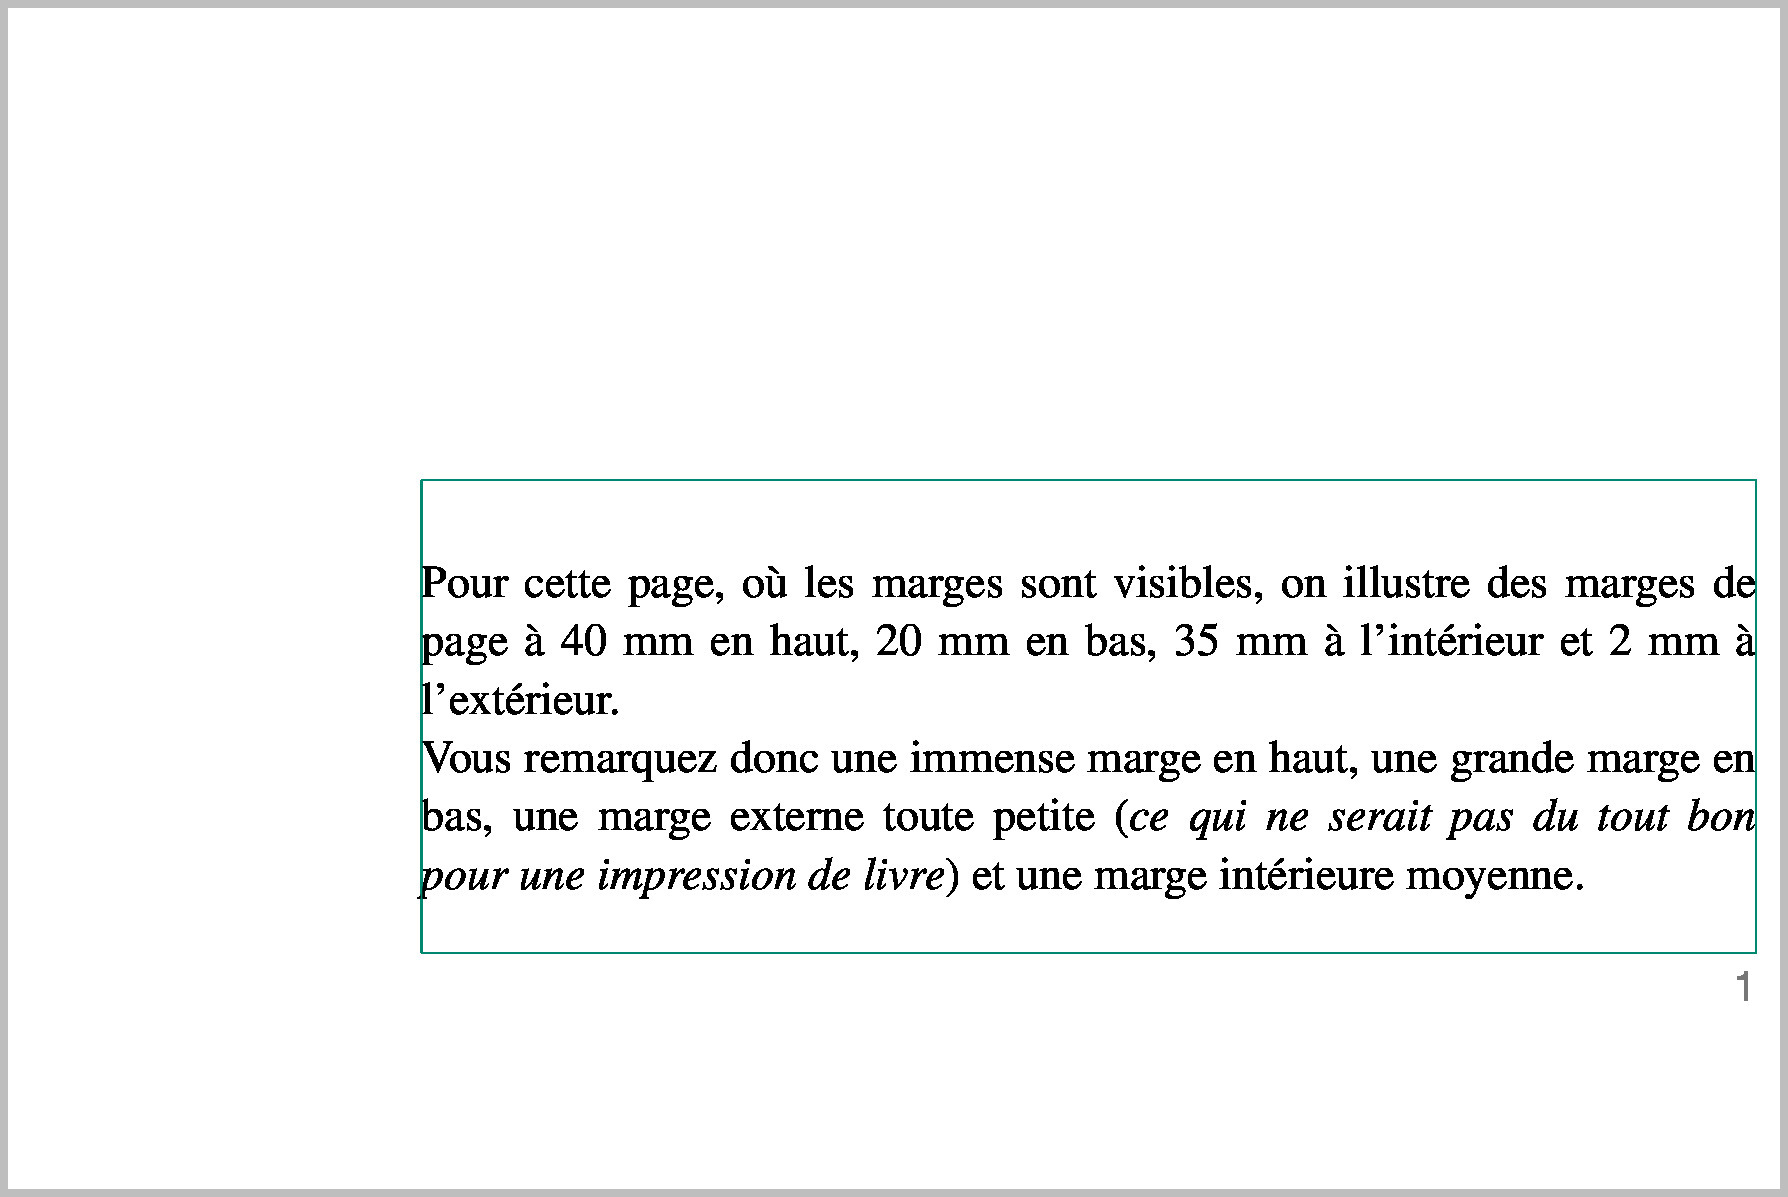 Pour cette page, où les marges sont visibles, on illustre des marges de
page à 40 mm en haut, 20 mm en bas, 35 mm à l’intérieur et 2 mm à
l’extérieur.
Vous remarquez donc une immense marge en haut, une grande marge en
bas, une marge externe toute petite (ce qui ne serait pas du tout bon
pour une impression de livre) et une marge intérieure moyenne.
1